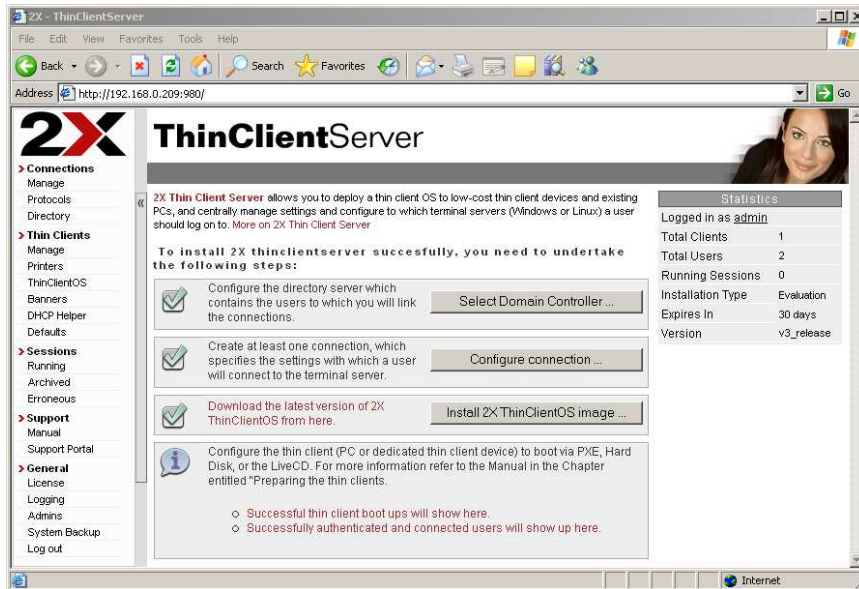 2X - ThinClientServer
File Edit View Favorites Tools Help
Back Search Favorites
Address http://192.168.0.209:980/ Go
2X
ThinClientServer
Connections
Manage
Protocols
Directory
Thin Clients
Manage
Printers
ThinClientOS
Banners
DHCP Helper
Defaults
Sessions
Running
Archived
Erroneous
Support
Manual
Support Portal
General
License
Logging
Admins
System Backup
Log out
«
2X Thin Client Server allows you to deploy a thin client OS to low-cost thin client devices and existing
PCs, and centrally manage settings and configure to which terminal servers (Windows or Linux) a user
should log on to. More on 2X Thin Client Server
To install 2X thinclientserver succesfully, you need to undertake
the following steps:
Configure the directory server which
contains the users to which you will link
the connections.
Select Domain Controller ...
Create at least one connection, which
specifies the settings with which a user
will connect to the terminal server.
Configure connection ...
Download the latest version of 2X
ThinClientOS from here.
Install 2X ThinClientOS image ...
Configure the thin client (PC or dedicated thin client device) to boot via PXE, Hard
Disk, or the LiveCD. For more information refer to the Manual in the Chapter
entitled "Preparing the thin clients.
Successful thin client boot ups will show here.
Successfully authenticated and connected users will show up here.
Statistics
Logged in as admin
Total Clients 1
Total Users 2
Running Sessions 0
Installation Type Evaluation
Expires In 30 days
Version v3_release
Internet